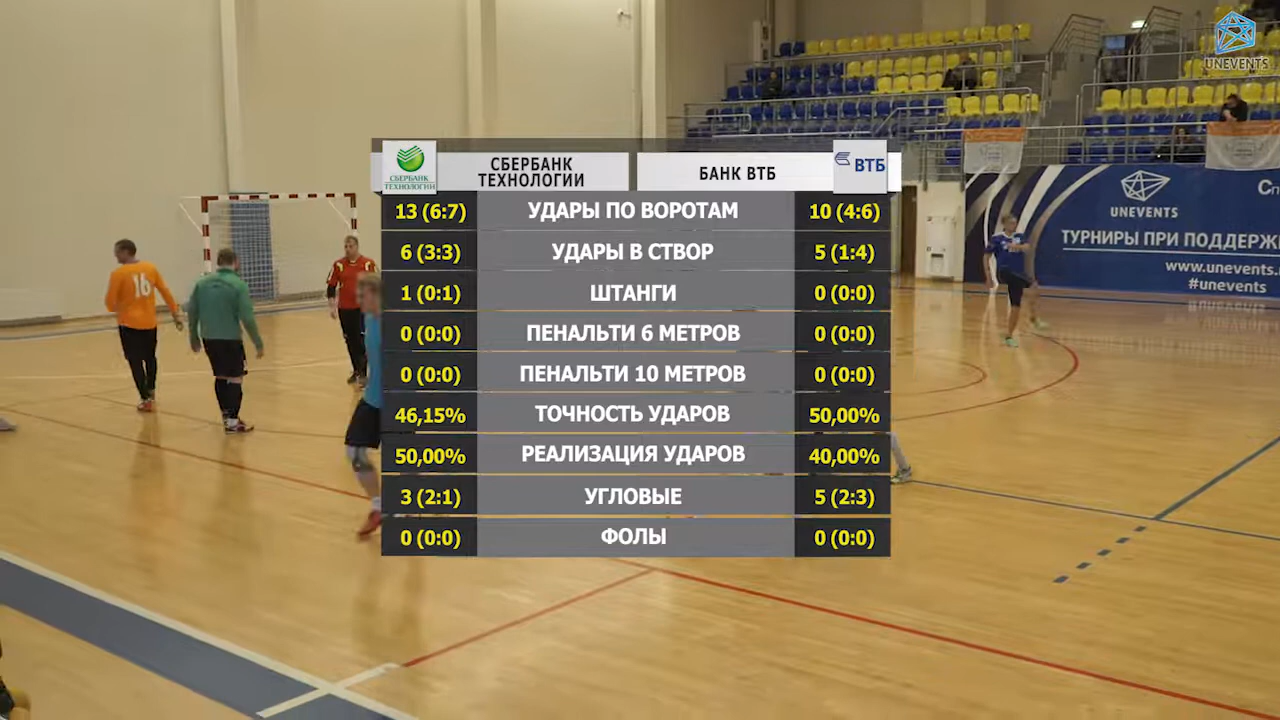 UNEVENTS
СБЕРБАНК
ТЕХНОЛОГИИ
СБЕРБАНК
ТЕХНОЛОГИИ
БАНК ВТБ
ВТБ
13 (6:7) УДАРЫ ПО ВОРОТАМ 10 (4:6)
6 (3:3) УДАРЫ В СТВОР 5 (1:4)
1 (0:1) ШТАНГИ 0 (0:0)
0 (0:0) ПЕНАЛЬТИ 6 МЕТРОВ 0 (0:0)
0 (0:0) ПЕНАЛЬТИ 10 МЕТРОВ 0 (0:0)
46,15% ТОЧНОСТЬ УДАРОВ 50,00%
50,00% РЕАЛИЗАЦИЯ УДАРОВ 40,00%
3 (2:1) УГЛОВЫЕ 5 (2:3)
0 (0:0) ФОЛЫ 0 (0:0)
16
UNEVENTS
ТУРНИРЫ ПРИ ПОДДЕРЖ
www.unevents.
#unevents